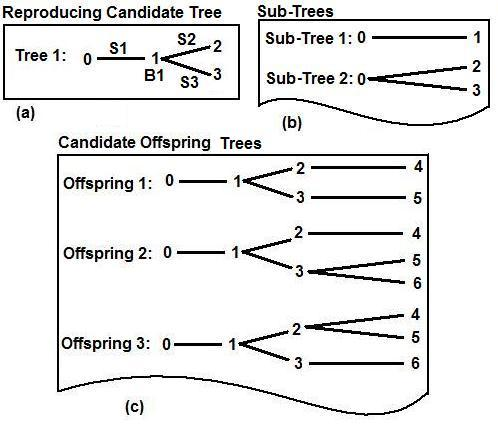 Reproducing Candidate Tree
Tree 1: 0 S1 1 B1 S2 2 S3 3
(a)
Sub-Trees
Sub-Tree 1: 0 1
Sub-Tree 2: 0 2 3
(b)
Candidate Offspring Trees
Offspring 1: 0 1 2 4 3 5
Offspring 2: 0 1 2 4 3 5 6
Offspring 3: 0 1 2 4 5 3 6
(c)